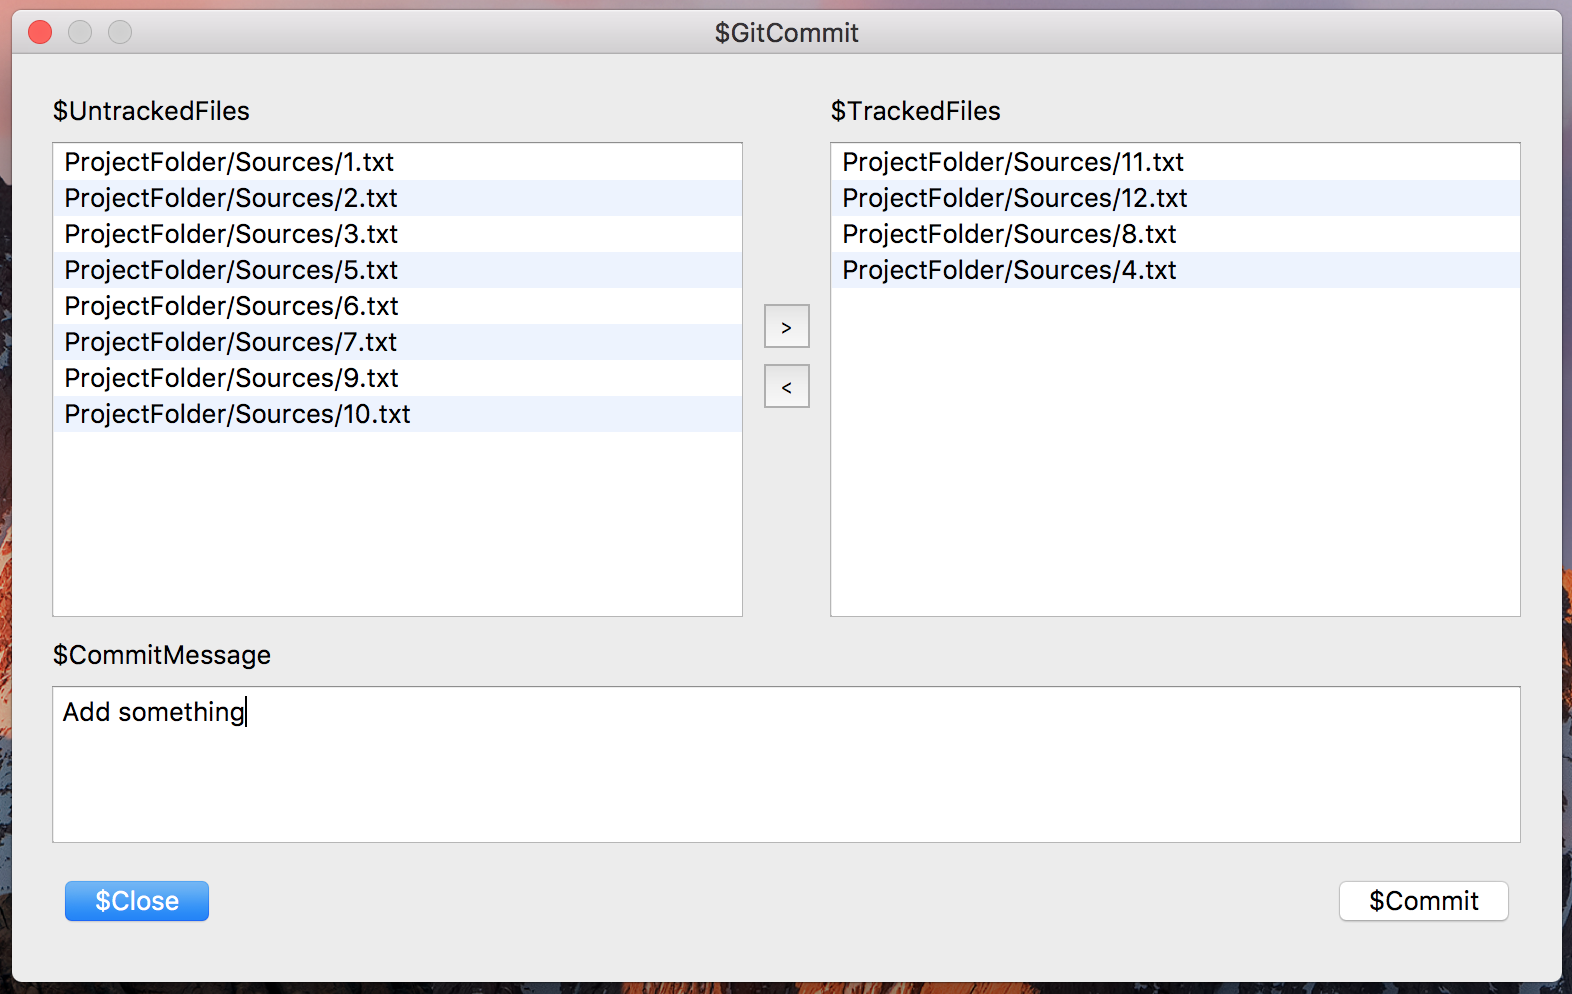 $GitCommit
$UntrackedFiles
ProjectFolder/Sources/1.txt
ProjectFolder/Sources/2.txt
ProjectFolder/Sources/3.txt
ProjectFolder/Sources/5.txt
ProjectFolder/Sources/6.txt
ProjectFolder/Sources/7.txt
ProjectFolder/Sources/9.txt
ProjectFolder/Sources/10.txt
>
<
$TrackedFiles
ProjectFolder/Sources/11.txt
ProjectFolder/Sources/12.txt
ProjectFolder/Sources/8.txt
ProjectFolder/Sources/4.txt
$CommitMessage
Add something
$Close
$Commit